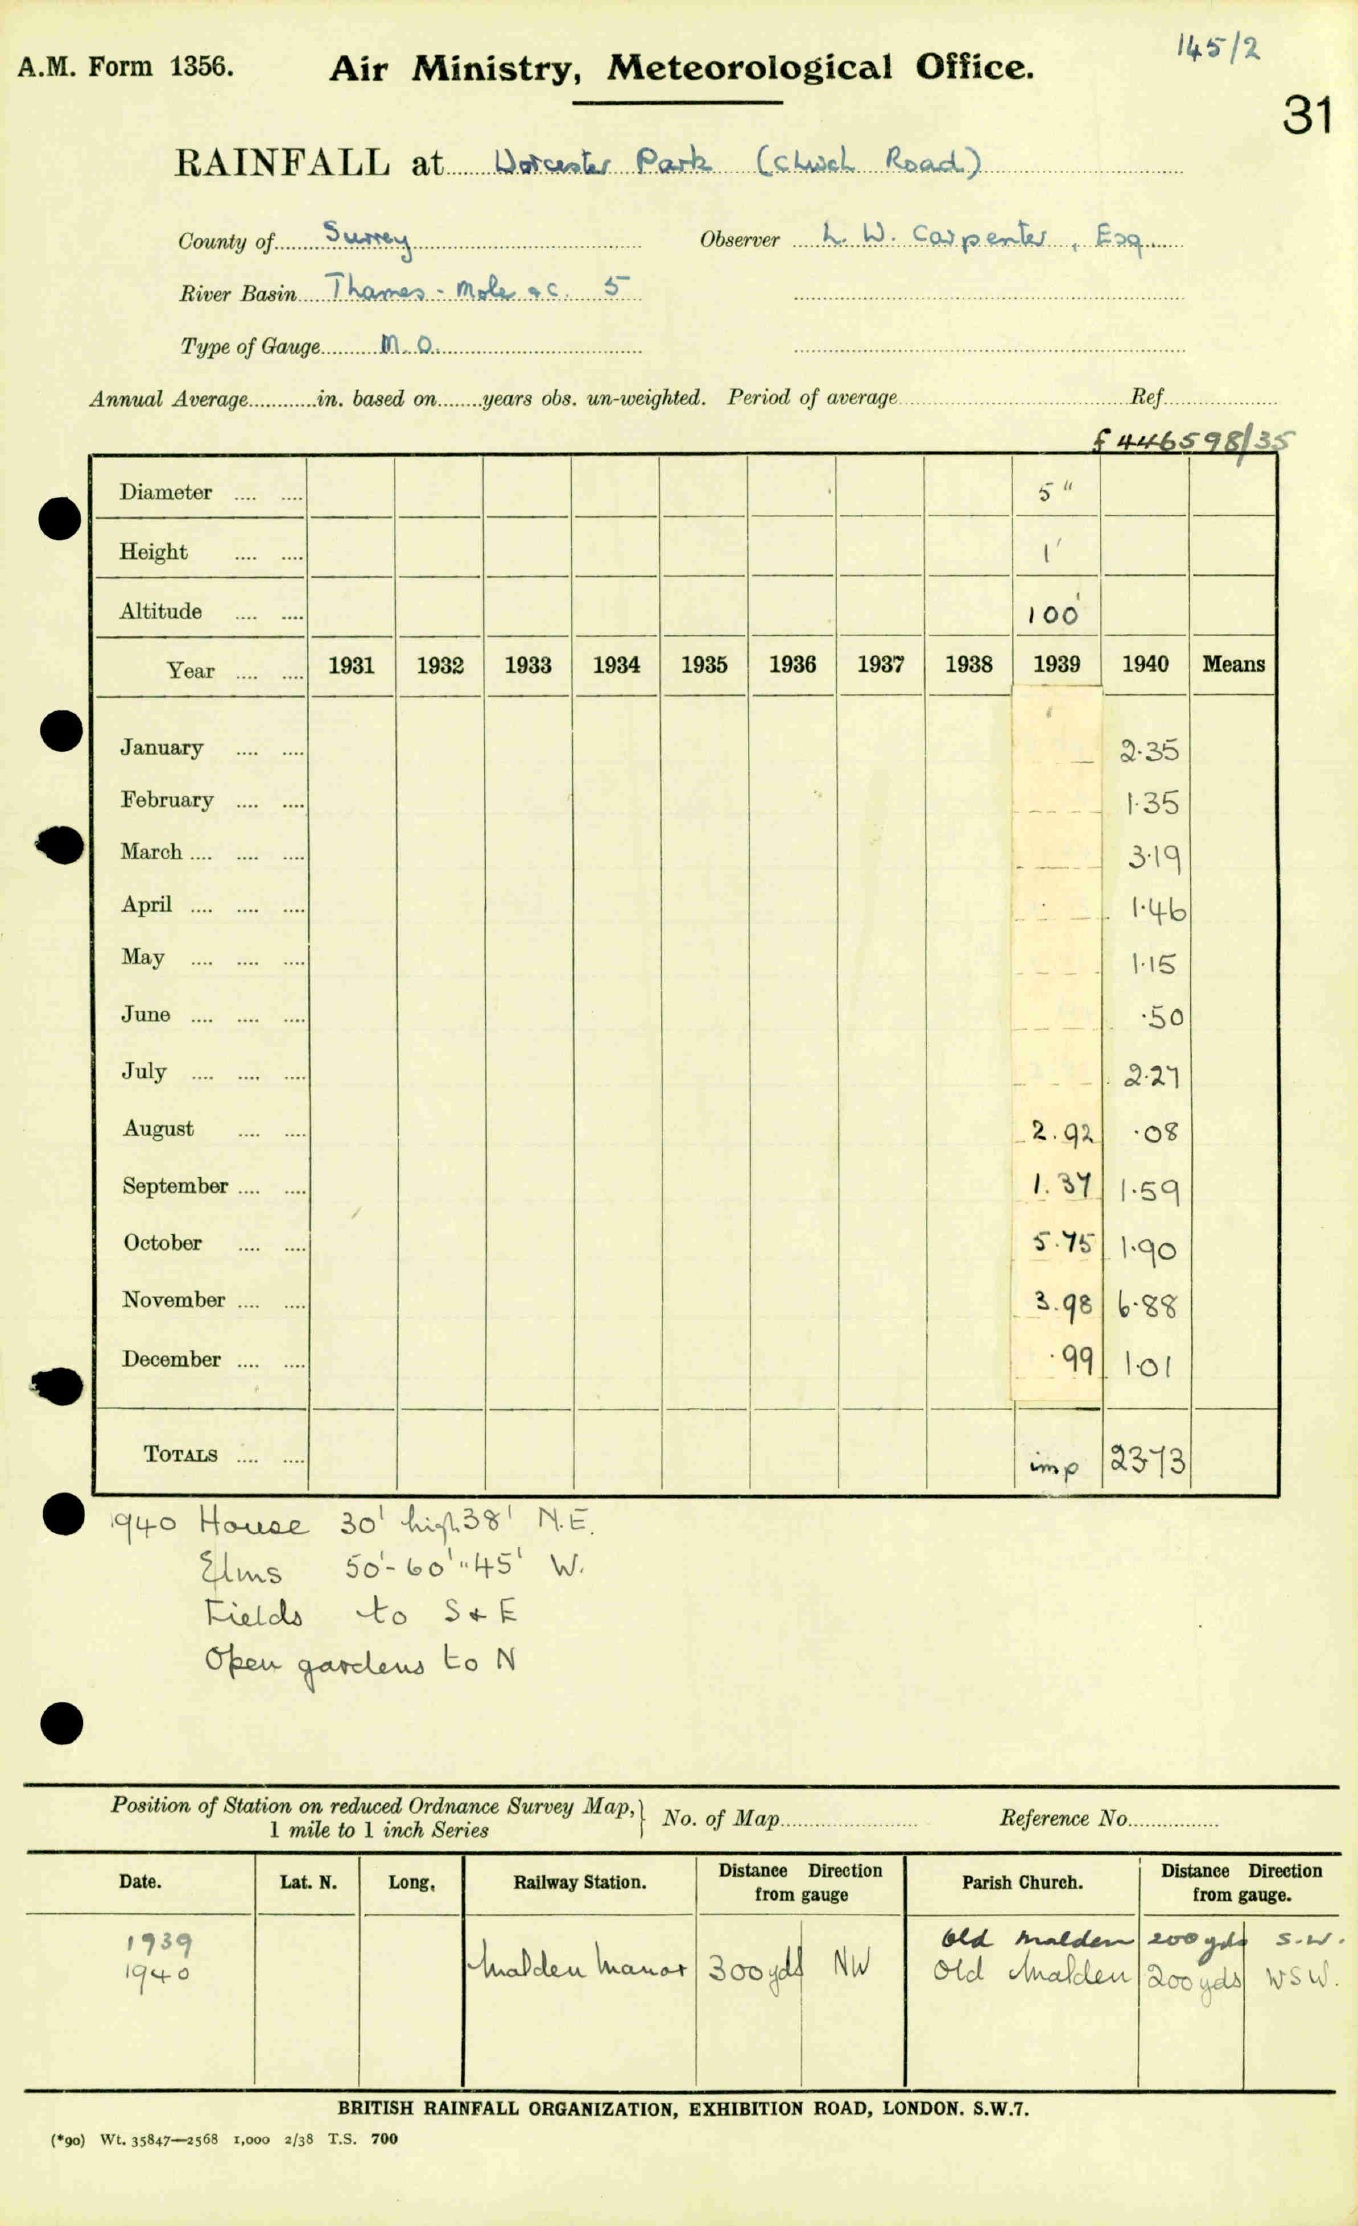 145/2
A.M. Form 1356. Air Ministry, Meteorological Office.
31
RAINFALL at Worcester Park (Church Road)
County of Surrey Observer L. W. Carpenter, Esq.
River Basin Thames - Mole &c. 5
Type of Gauge M.O.
Annual Average in. based on years obs. un-weighted. Period of average Ref.
£446598/35
Diameter .... .... 5"
Height .... .... 1'
Altitude .... .... 100'
Year .... .... 1931 1932 1933 1934 1935 1936 1937 1938 1939 1940 Means
January .... .... 2.35
February .... .... 1.35
March .... .... .... 3.19
April .... .... .... 1.46
May .... .... .... 1.15
June .... .... .... .50
July .... .... .... 2.27
August .... .... 2.92 .08
September .... .... 1.37 1.59
October .... .... 5.75 1.90
November .... .... 3.98 6.88
December .... .... .99 1.01
TOTALS .... .... imp 23.73
1940 House 30' high 38' N.E.
Elms 50'-60' " 45' W.
Fields to S & E
Open gardens to N
Position of Station on reduced Ordnance Survey Map, } No. of Map Reference No.
1 mile to 1 inch Series
Date. Lat. N. Long. Railway Station. Distance Direction from gauge Parish Church. Distance Direction from gauge.
1939 Old Malden 200 yds S.W.
1940 Malden Manor 300 yds NW Old Malden 200 yds WSW.
BRITISH RAINFALL ORGANIZATION, EXHIBITION ROAD, LONDON. S.W.7.
(*90) Wt. 35847—2568 1,000 2/38 T.S. 700